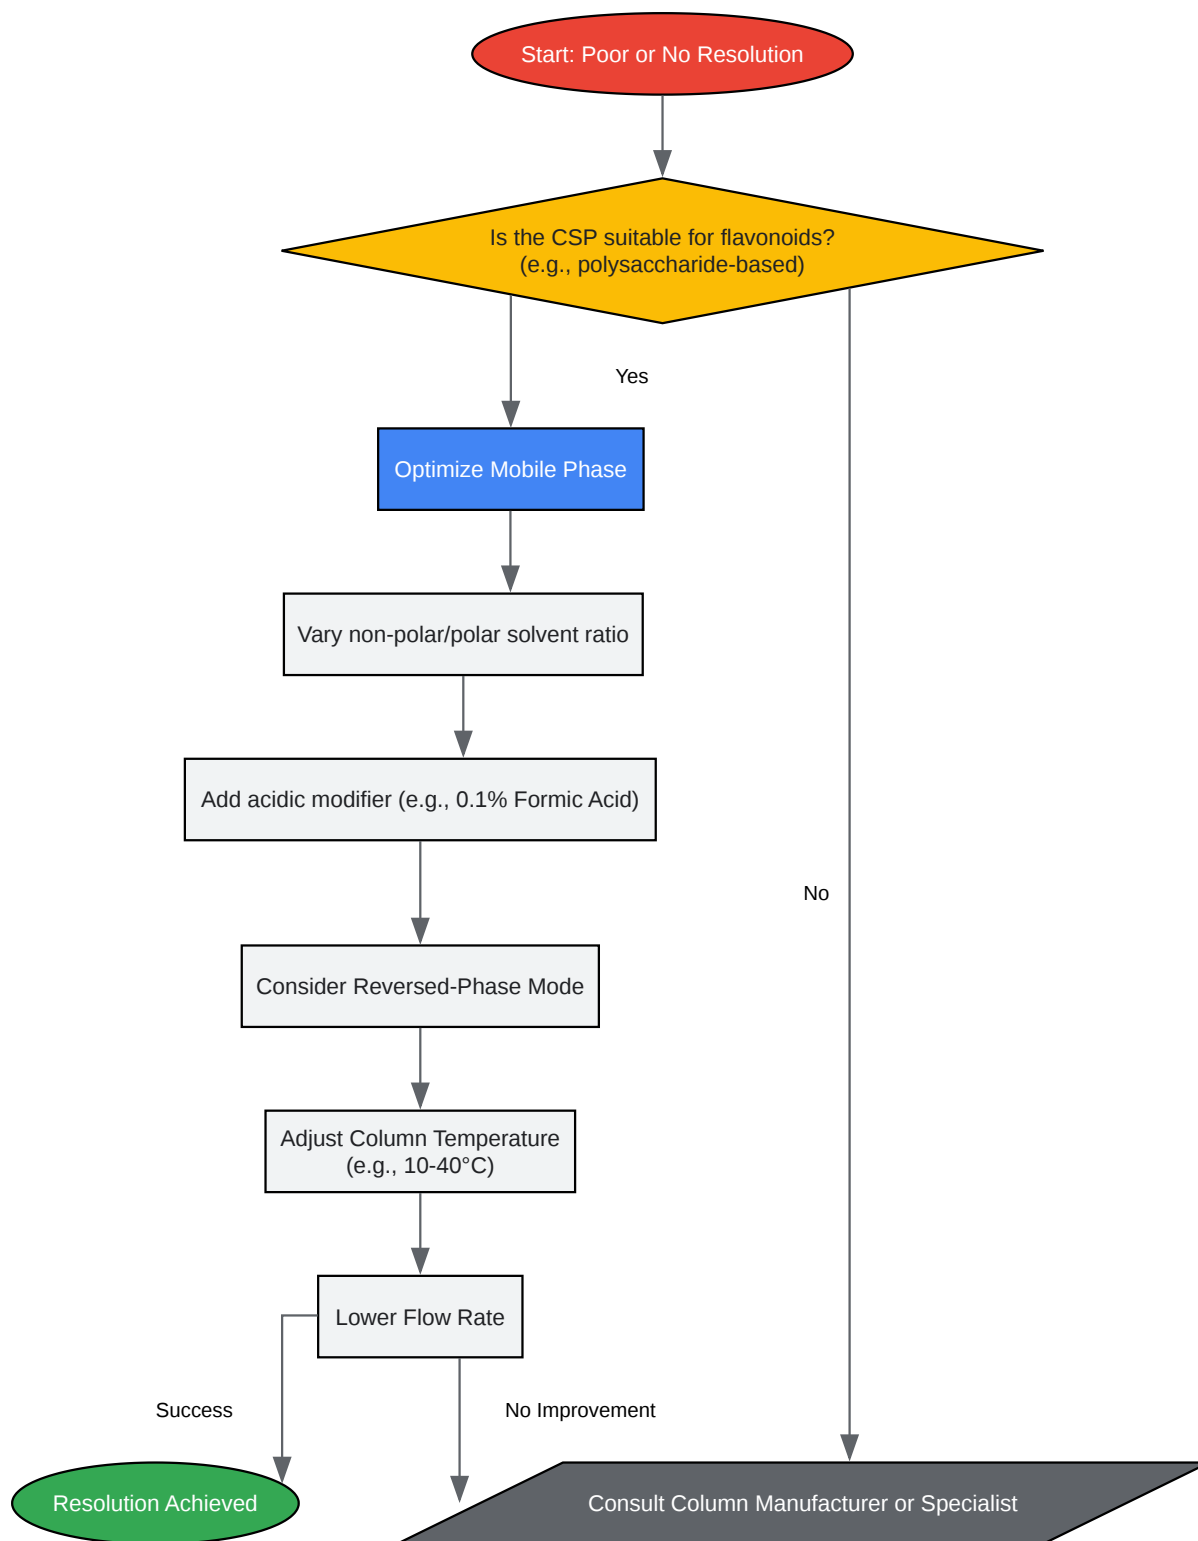 Start: Poor or No Resolution
Is the CSP suitable for flavonoids?
(e.g., polysaccharide-based)
Yes
Optimize Mobile Phase
Vary non-polar/polar solvent ratio
Add acidic modifier (e.g., 0.1% Formic Acid)
No
Consider Reversed-Phase Mode
Adjust Column Temperature
(e.g., 10-40°C)
Lower Flow Rate
Success
No Improvement
Resolution Achieved
Consult Column Manufacturer or Specialist